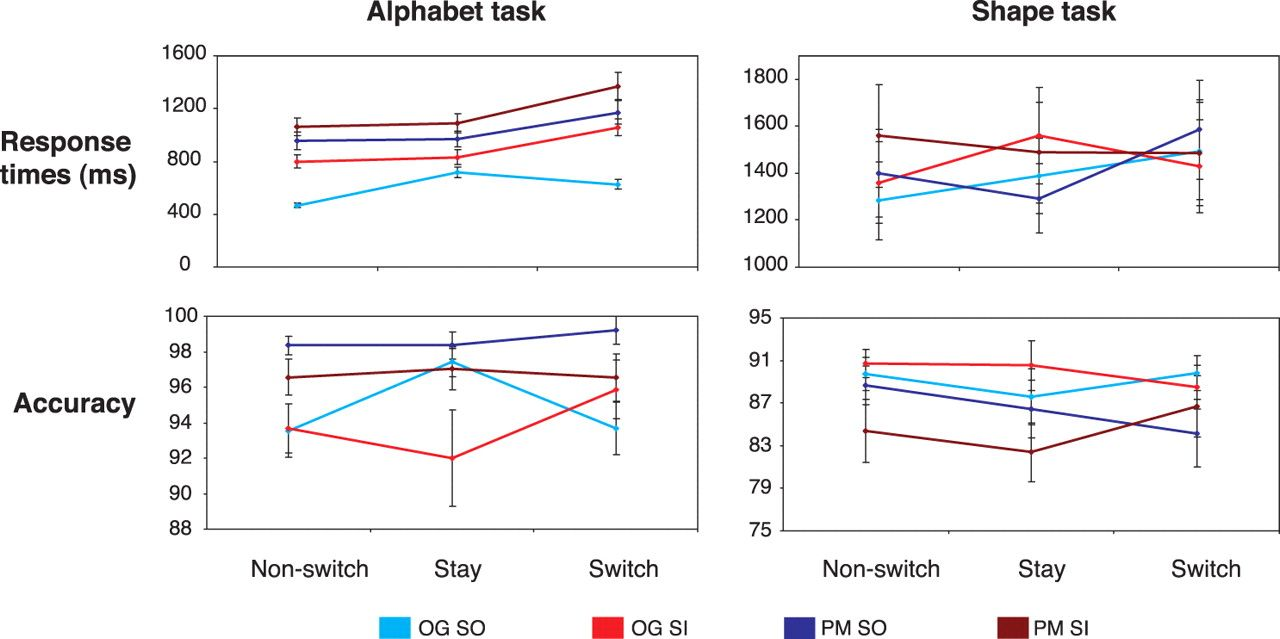 Alphabet task
Shape task
Response
times (ms)
1600
1200
800
400
0
1800
1600
1400
1200
1000
Accuracy
100
98
96
94
92
90
88
95
91
87
83
79
75
Non-switch Stay Switch
Non-switch Stay Switch
OG SO OG SI PM SO PM SI